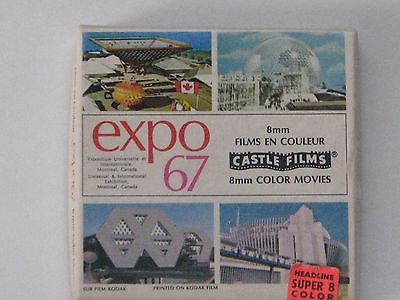 expo
67
Exposition Universelle et
Internationale,
Montréal, Canada
Universal & International
Exhibition,
Montreal, Canada
8mm
FILMS EN COULEUR
CASTLE FILMS®
8mm COLOR MOVIES
SUR FILM KODAK
PRINTED ON KODAK FILM
HEADLINE
SUPER 8
COLOR